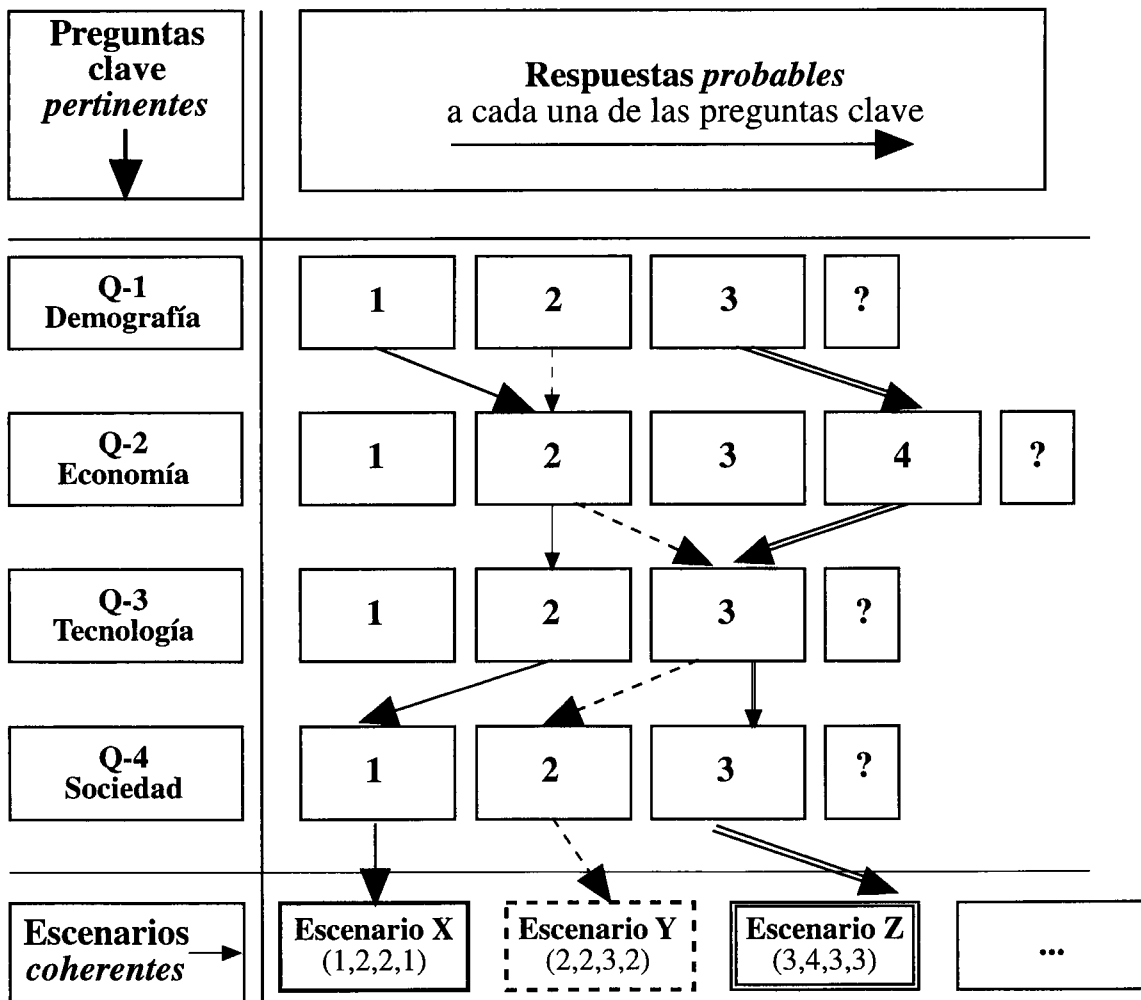 Preguntas
clave
pertinentes
Respuestas probables
a cada una de las preguntas clave
Q-1
Demografía
1
2
3
?
Q-2
Economía
1
2
3
4
?
Q-3
Tecnología
1
2
3
?
Q-4
Sociedad
1
2
3
?
Escenarios
coherentes
Escenario X
(1,2,2,1)
Escenario Y
(2,2,3,2)
Escenario Z
(3,4,3,3)
...